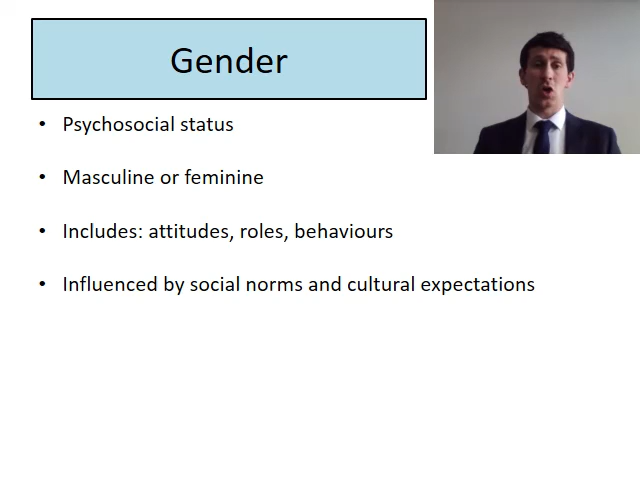 Gender
• Psychosocial status
• Masculine or feminine
• Includes: attitudes, roles, behaviours
• Influenced by social norms and cultural expectations